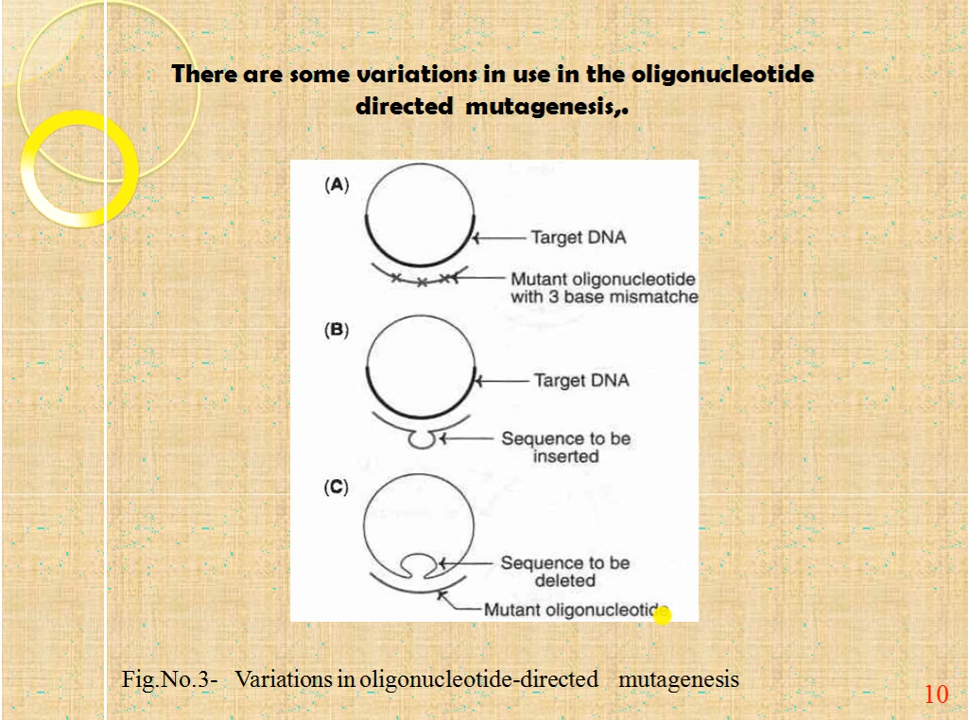 There are some variations in use in the oligonucleotide
directed mutagenesis,.
(A)
Target DNA
Mutant oligonucleotide
with 3 base mismatche
(B)
Target DNA
Sequence to be
inserted
(C)
Sequence to be
deleted
Mutant oligonucleotide
Fig.No.3- Variations in oligonucleotide-directed mutagenesis
10